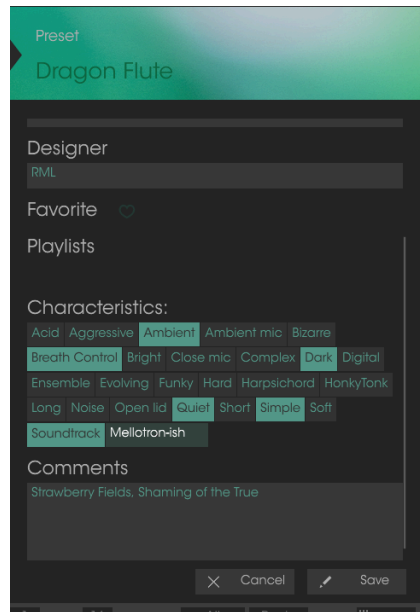 Preset
Dragon Flute
Designer
RML
Favorite
Playlists
Characteristics:
Acid Aggressive Ambient Ambient mic Bizarre
Breath Control Bright Close mic Complex Dark Digital
Ensemble Evolving Funky Hard Harpsichord HonkyTonk
Long Noise Open lid Quiet Short Simple Soft
Soundtrack Mellotron-ish
Comments
Strawberry Fields, Shaming of the True
Cancel Save